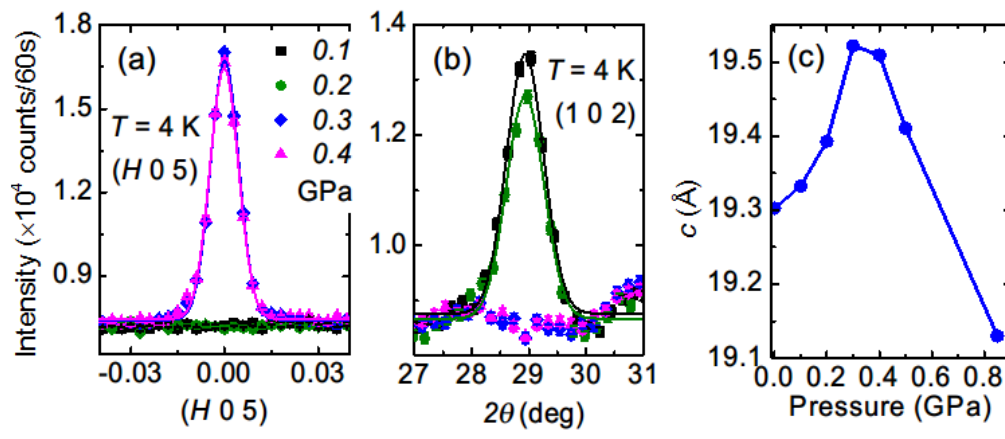 Intensity (×10⁴ counts/60s)
1.8
1.5
1.2
0.9
(a)
T = 4 K
(H 0 5)
0.1
0.2
0.3
0.4
GPa
-0.03
0.00
0.03
(H 0 5)
1.4
1.2
1.0
(b)
T = 4 K
(1 0 2)
27
28
29
30
31
2θ (deg)
c (Å)
19.5
19.4
19.3
19.2
19.1
(c)
0.0
0.2
0.4
0.6
0.8
Pressure (GPa)